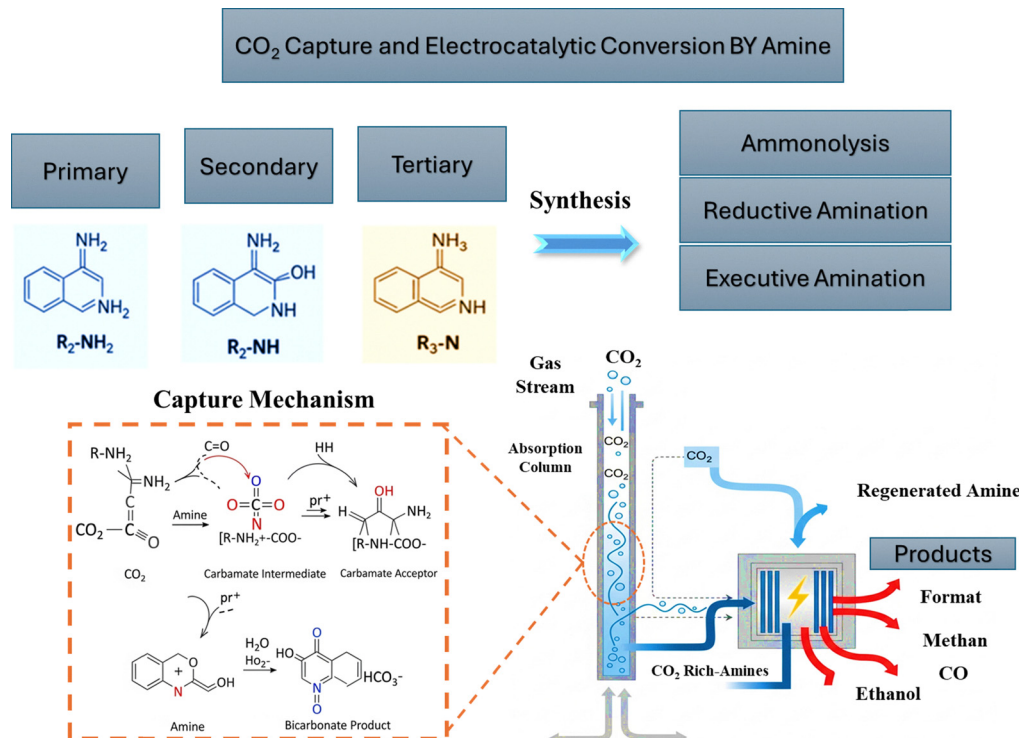 CO₂ Capture and Electrocatalytic Conversion BY Amine
Primary
Secondary
Tertiary
Synthesis
Ammonolysis
Reductive Amination
Executive Amination
NH₂
NH₂
R₂-NH₂
NH₂
OH
NH
R₂-NH
NH₃
NH
R₃-N
Capture Mechanism
R-NH₂
NH₂
C
CO₂
O
CO₂
Amine
C=O
O
O=C=O
N
[R-NH₂+-COO-
Carbamate Intermediate
HH
pr⁺
OH
H
NH₂
[R-NH-COO-
Carbamate Acceptor
pr⁺
O
+
N
OH
Amine
H₂O
Ho₂-
O
HO
N
O
HCO₃⁻
Bicarbonate Product
Gas
Stream
CO₂
Absorption
Column
CO₂
CO₂
CO₂
Regenerated Amine
Products
Format
Methan
CO
Ethanol
CO₂ Rich-Amines